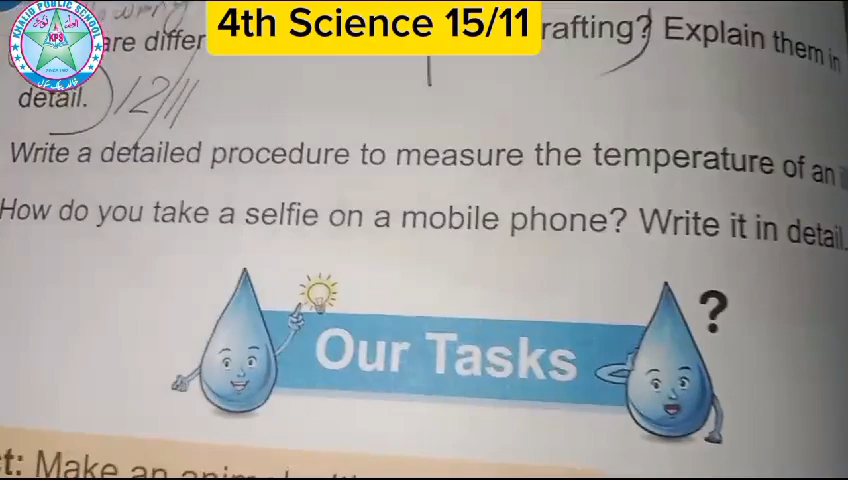 KHALID PUBLIC SCHOOL
KPS
4th Science 15/11
are differ
rafting? Explain them in
detail.
12/11
Write a detailed procedure to measure the temperature of an
How do you take a selfie on a mobile phone? Write it in detail.
?
Our Tasks
t: Make an